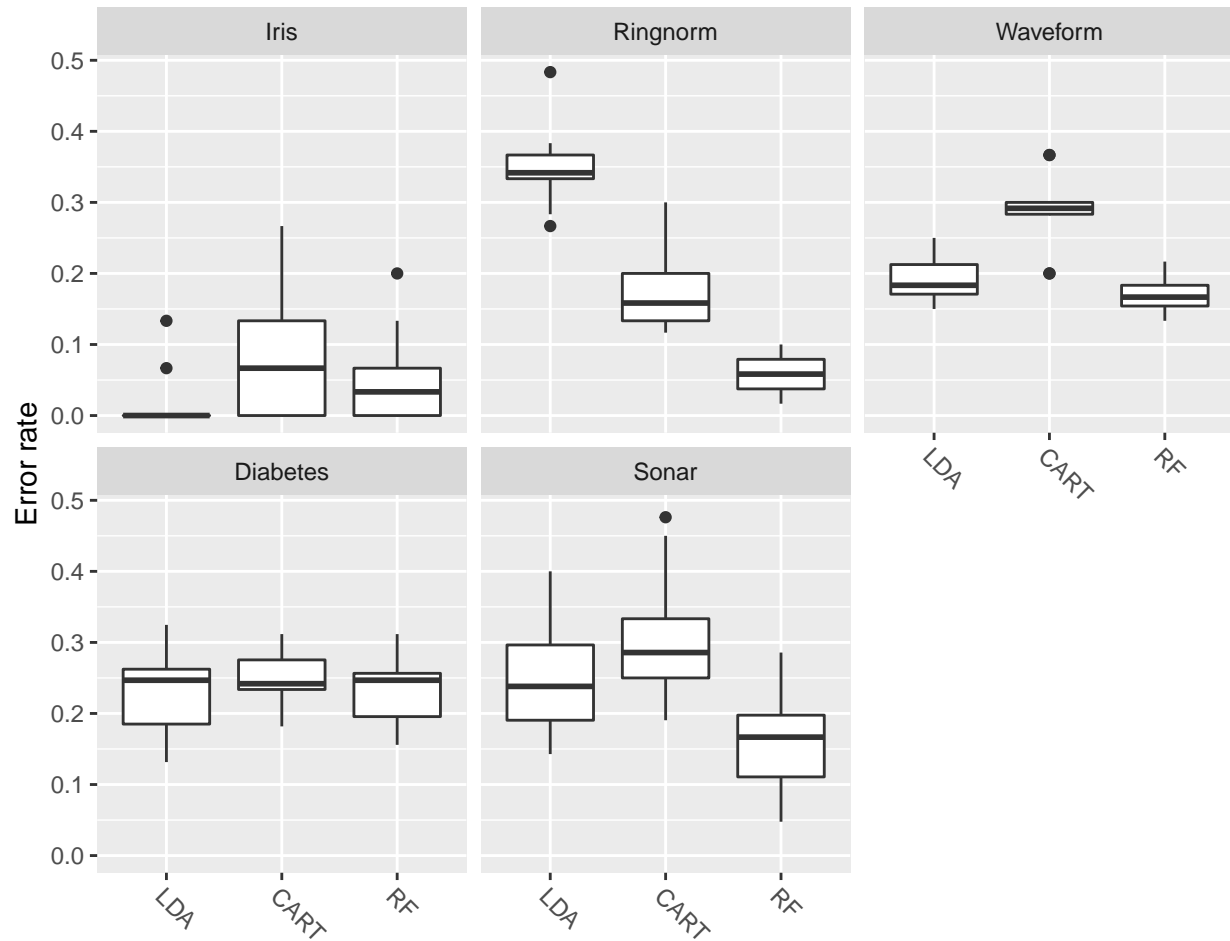 Iris Ringnorm Waveform
0.5
0.4
0.3
0.2
0.1
0.0
LDA CART RF
Diabetes Sonar
Error rate
0.5
0.4
0.3
0.2
0.1
0.0
LDA CART RF LDA CART RF